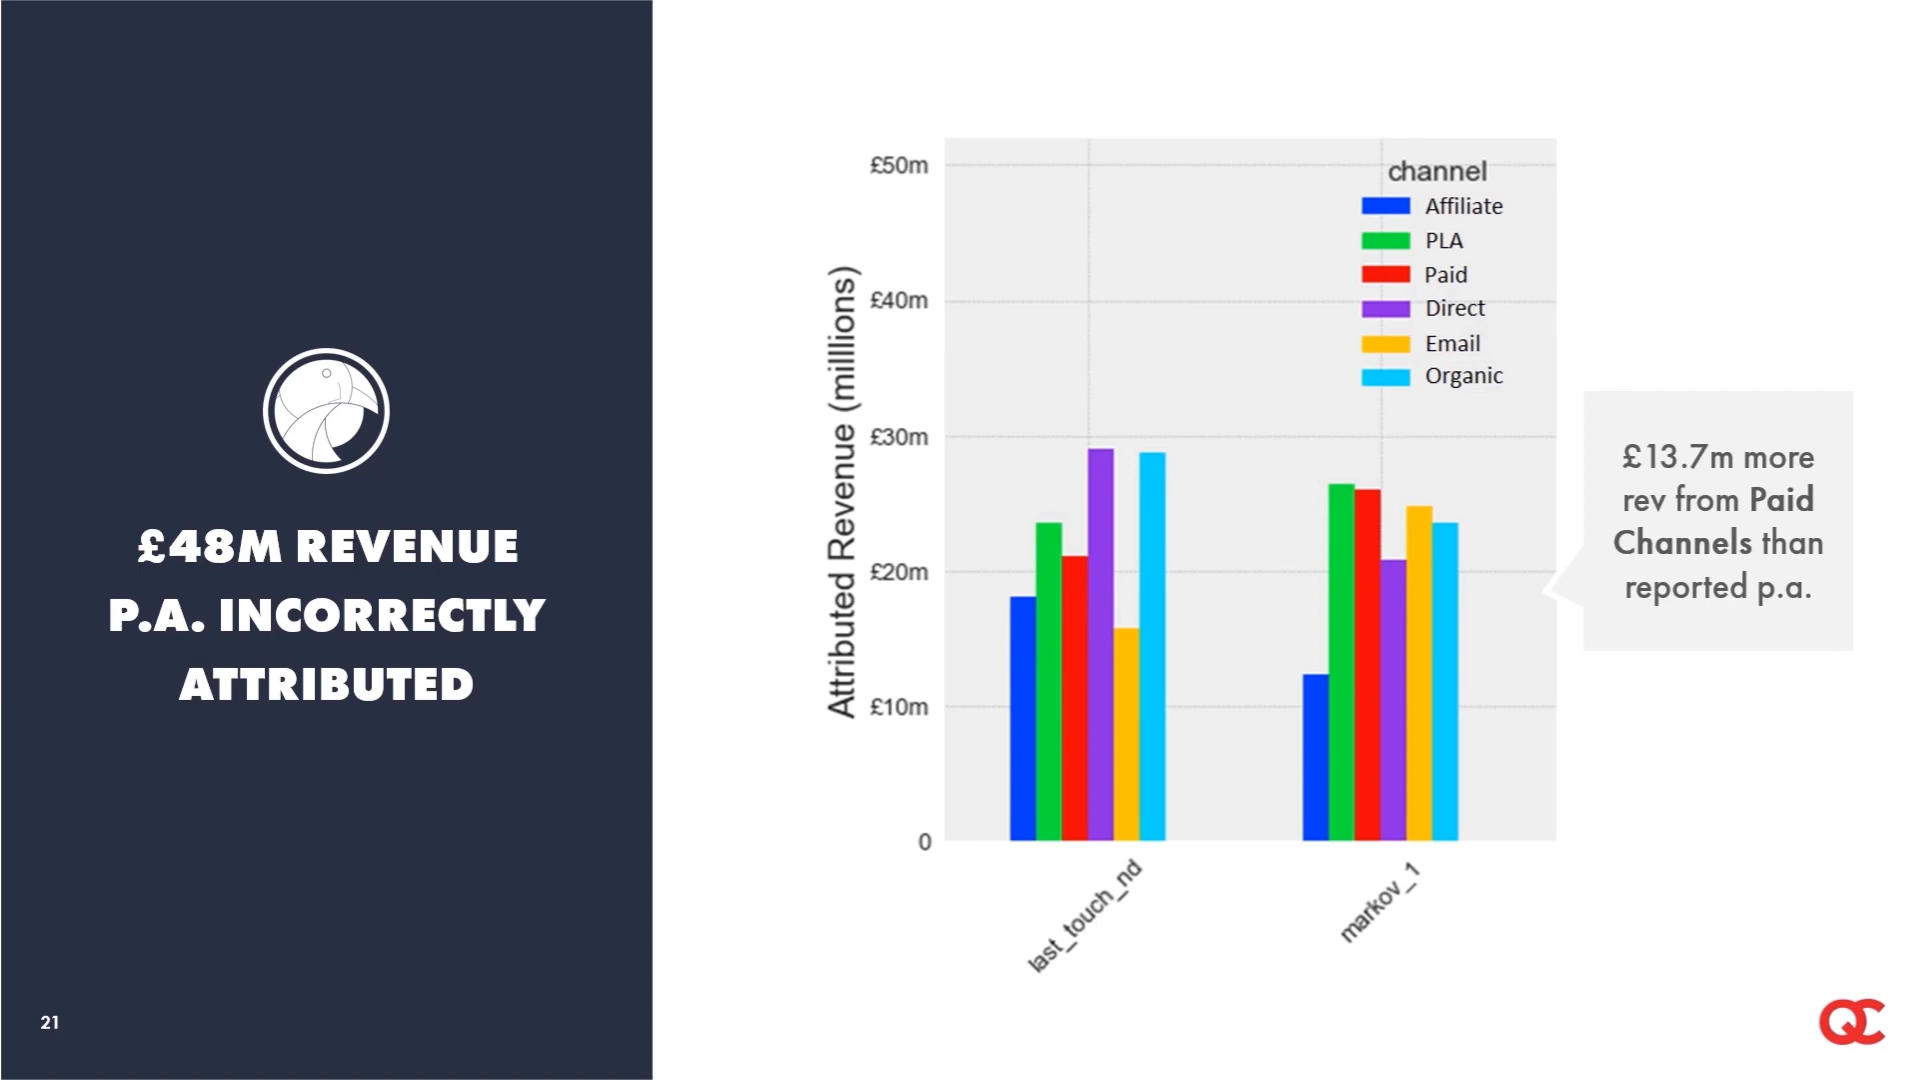 £48M REVENUE
P.A. INCORRECTLY
ATTRIBUTED
21
Attributed Revenue (milllions)
£50m
£40m
£30m
£20m
£10m
0
channel
Affiliate
PLA
Paid
Direct
Email
Organic
last_touch_nd
markov_1
£13.7m more
rev from Paid
Channels than
reported p.a.
QC